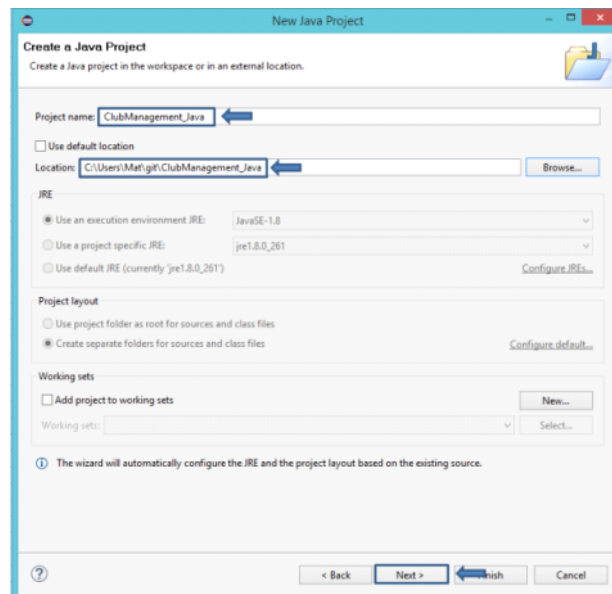 New Java Project
Create a Java Project
Create a Java project in the workspace or in an external location.
Project name: ClubManagement_Java
Use default location
Location: C:\Users\Mat\git\ClubManagement_Java Browse...
JRE
Use an execution environment JRE: JavaSE-1.8
Use a project specific JRE: jre1.8.0_261
Use default JRE (currently 'jre1.8.0_261') Configure JREs...
Project layout
Use project folder as root for sources and class files
Create separate folders for sources and class files Configure default...
Working sets
Add project to working sets New...
Working sets: Select...
The wizard will automatically configure the JRE and the project layout based on the existing source.
? < Back Next > nish Cancel